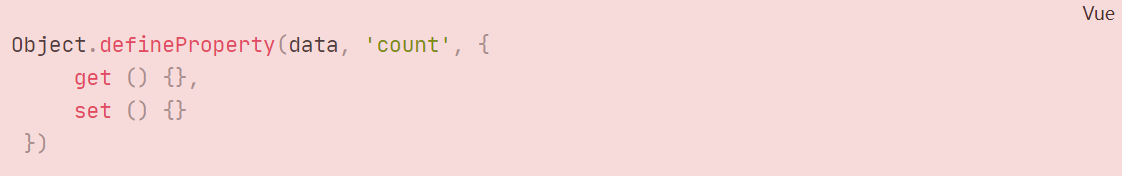 Vue
Object.defineProperty(data, 'count', {
     get () {},
     set () {}
 })